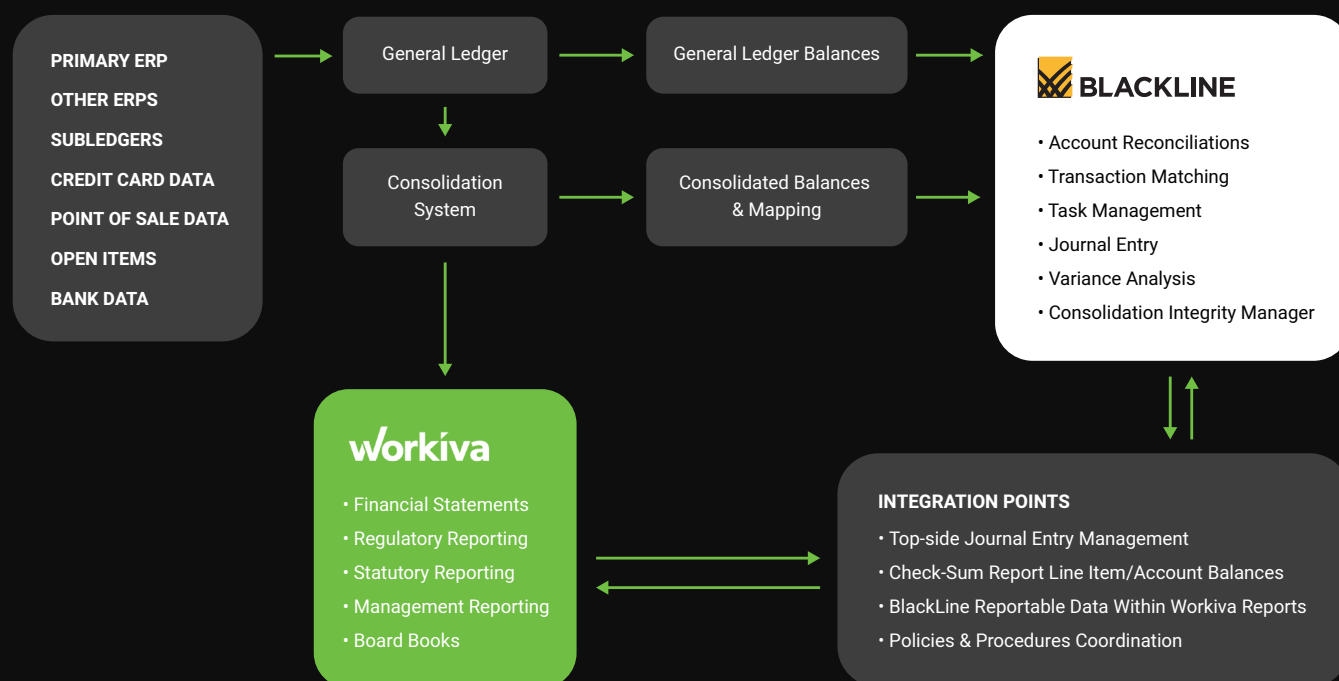 PRIMARY ERP
OTHER ERPS
SUBLEDGERS
CREDIT CARD DATA
POINT OF SALE DATA
OPEN ITEMS
BANK DATA
General Ledger
General Ledger Balances
Consolidation
System
Consolidated Balances
& Mapping
BLACKLINE
• Account Reconciliations
• Transaction Matching
• Task Management
• Journal Entry
• Variance Analysis
• Consolidation Integrity Manager
workiva
• Financial Statements
• Regulatory Reporting
• Statutory Reporting
• Management Reporting
• Board Books
INTEGRATION POINTS
• Top-side Journal Entry Management
• Check-Sum Report Line Item/Account Balances
• BlackLine Reportable Data Within Workiva Reports
• Policies & Procedures Coordination